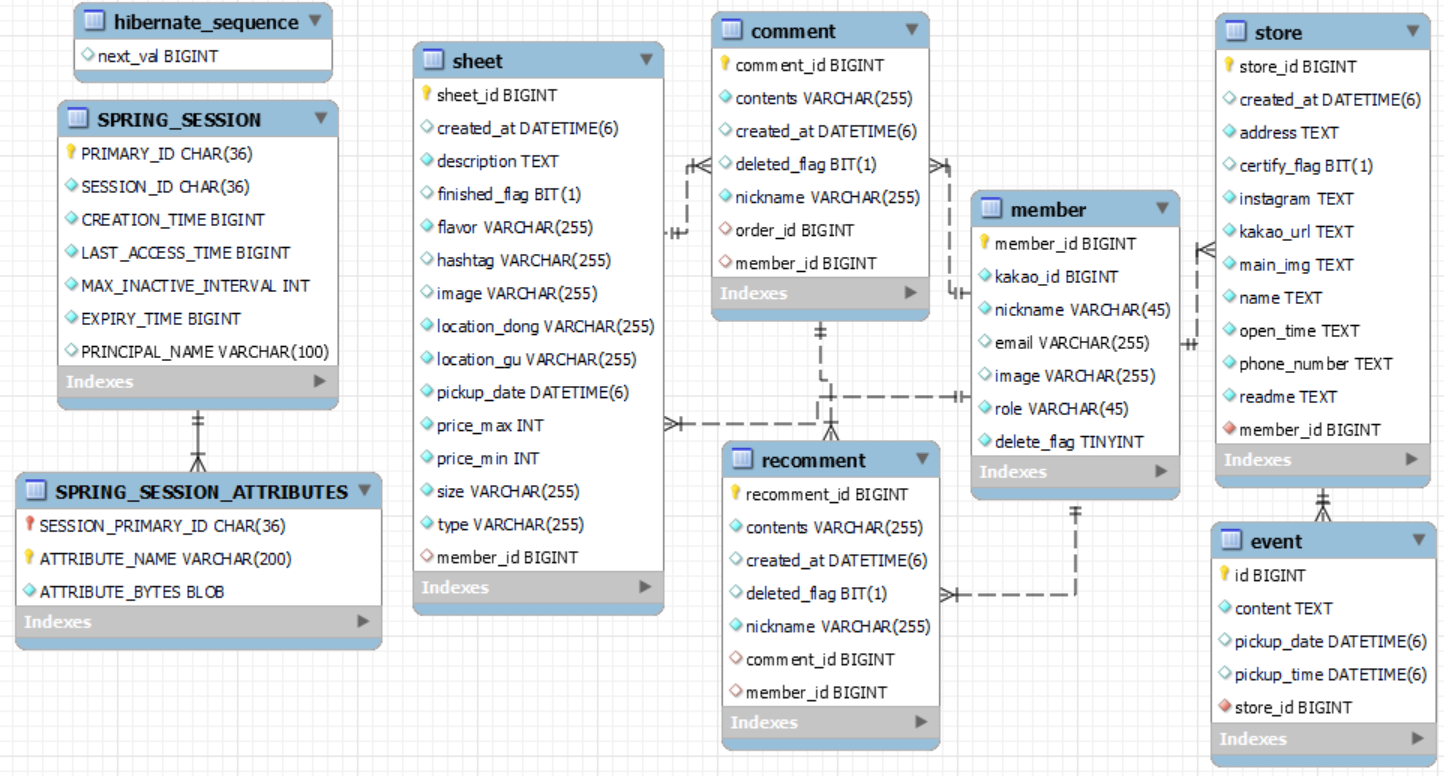 hibernate_sequence
next_val BIGINT
SPRING_SESSION
PRIMARY_ID CHAR(36)
SESSION_ID CHAR(36)
CREATION_TIME BIGINT
LAST_ACCESS_TIME BIGINT
MAX_INACTIVE_INTERVAL INT
EXPIRY_TIME BIGINT
PRINCIPAL_NAME VARCHAR(100)
Indexes
SPRING_SESSION_ATTRIBUTES
SESSION_PRIMARY_ID CHAR(36)
ATTRIBUTE_NAME VARCHAR(200)
ATTRIBUTE_BYTES BLOB
Indexes
sheet
sheet_id BIGINT
created_at DATETIME(6)
description TEXT
finished_flag BIT(1)
flavor VARCHAR(255)
hashtag VARCHAR(255)
image VARCHAR(255)
location_dong VARCHAR(255)
location_gu VARCHAR(255)
pickup_date DATETIME(6)
price_max INT
price_min INT
size VARCHAR(255)
type VARCHAR(255)
member_id BIGINT
Indexes
comment
comment_id BIGINT
contents VARCHAR(255)
created_at DATETIME(6)
deleted_flag BIT(1)
nickname VARCHAR(255)
order_id BIGINT
member_id BIGINT
Indexes
recomment
recomment_id BIGINT
contents VARCHAR(255)
created_at DATETIME(6)
deleted_flag BIT(1)
nickname VARCHAR(255)
comment_id BIGINT
member_id BIGINT
Indexes
member
member_id BIGINT
kakao_id BIGINT
nickname VARCHAR(45)
email VARCHAR(255)
image VARCHAR(255)
role VARCHAR(45)
delete_flag TINYINT
Indexes
store
store_id BIGINT
created_at DATETIME(6)
address TEXT
certify_flag BIT(1)
instagram TEXT
kakao_url TEXT
main_img TEXT
name TEXT
open_time TEXT
phone_number TEXT
readme TEXT
member_id BIGINT
Indexes
event
id BIGINT
content TEXT
pickup_date DATETIME(6)
pickup_time DATETIME(6)
store_id BIGINT
Indexes